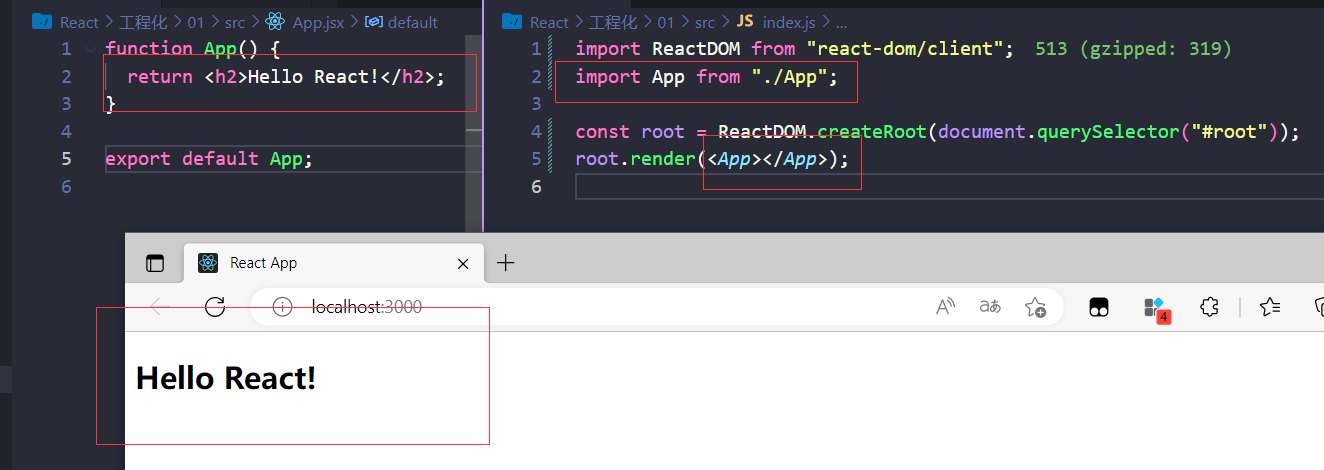 React > 工程化 > 01 > src > App.jsx > default
1 function App() {
2 return <h2>Hello React!</h2>;
3 }
4
5 export default App;
6
React > 工程化 > 01 > src > JS index.js > ...
1 import ReactDOM from "react-dom/client"; 513 (gzipped: 319)
2 import App from "./App";
3
4 const root = ReactDOM.createRoot(document.querySelector("#root"));
5 root.render(<App></App>);
6
React App
localhost:3000
A
aあ
4
Hello React!